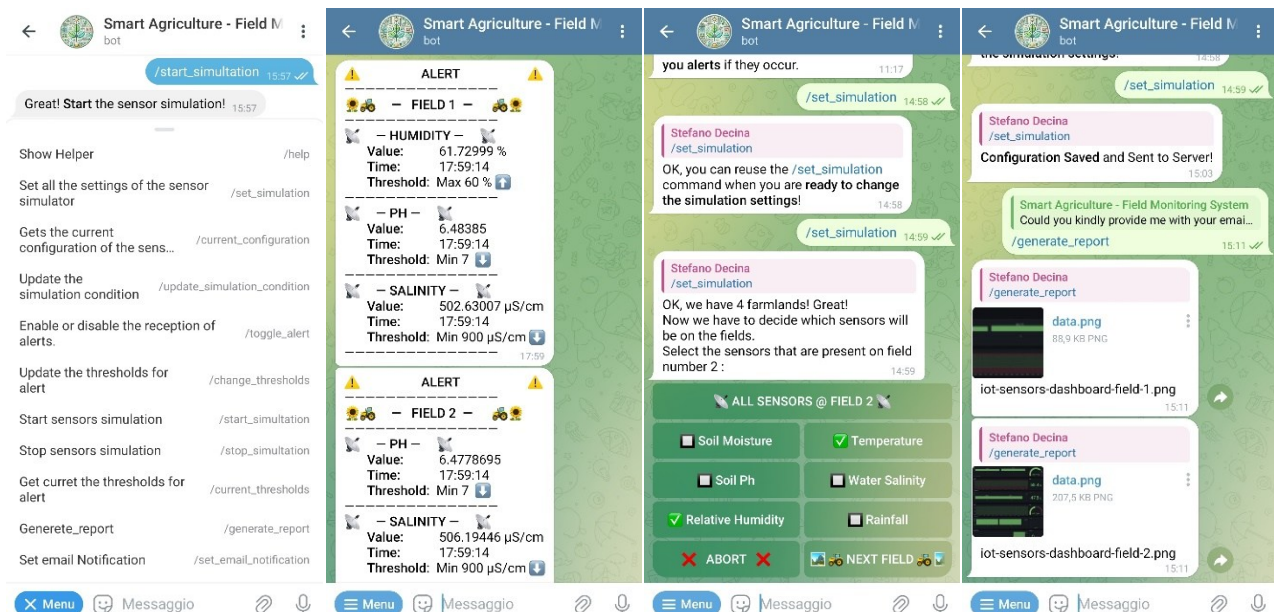 Smart Agriculture - Field M
bot
/start_simultation 15:57
Great! Start the sensor simulation! 15:57
Show Helper /help
Set all the settings of the sensor
simulator /set_simulation
Gets the current
configuration of the sens... /current_configuration
Update the
simulation condition /update_simulation_condition
Enable or disable the reception of
alerts. /toggle_alert
Update the thresholds for
alert /change_thresholds
Start sensors simulation /start_simultation
Stop sensors simulation /stop_simultation
Get curret the thresholds for
alert /current_thresholds
Generete_report /generate_report
Set email Notification /set_email_notification
Menu Messaggio
Smart Agriculture - Field M
bot
ALERT
— FIELD 1 —
— HUMIDITY —
Value: 61.72999 %
Time: 17:59:14
Threshold: Max 60 %
— PH —
Value: 6.48385
Time: 17:59:14
Threshold: Min 7
— SALINITY —
Value: 502.63007 µS/cm
Time: 17:59:14
Threshold: Min 900 µS/cm
17:59
ALERT
— FIELD 2 —
— PH —
Value: 6.4778695
Time: 17:59:14
Threshold: Min 7
— SALINITY —
Value: 506.19446 µS/cm
Time: 17:59:14
Threshold: Min 900 µS/cm
Menu Messaggio
Smart Agriculture - Field M
bot
you alerts if they occur. 11:17
/set_simulation 14:58
Stefano Decina
/set_simulation
OK, you can reuse the /set_simulation
command when you are ready to change
the simulation settings! 14:58
/set_simulation 14:59
Stefano Decina
/set_simulation
OK, we have 4 farmlands! Great!
Now we have to decide which sensors will
be on the fields.
Select the sensors that are present on field
number 2 : 14:59
ALL SENSORS @ FIELD 2
Soil Moisture Temperature
Soil Ph Water Salinity
Relative Humidity Rainfall
ABORT NEXT FIELD
Menu Messaggio
Smart Agriculture - Field M
bot
the simulation settings! 14:58
/set_simulation 14:59
Stefano Decina
/set_simulation
Configuration Saved and Sent to Server!
15:03
Smart Agriculture - Field Monitoring System
Could you kindly provide me with your emai...
/generate_report 15:11
Stefano Decina
/generate_report
data.png
88,9 KB PNG
iot-sensors-dashboard-field-1.png
15:11
Stefano Decina
/generate_report
data.png
207,5 KB PNG
iot-sensors-dashboard-field-2.png
15:11
Menu Messaggio